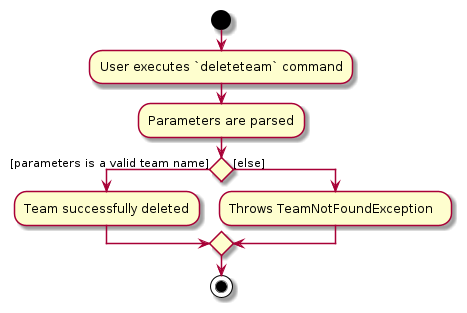 User executes `deleteteam` command
Parameters are parsed
[parameters is a valid team name]
[else]
Team successfully deleted
Throws TeamNotFoundException